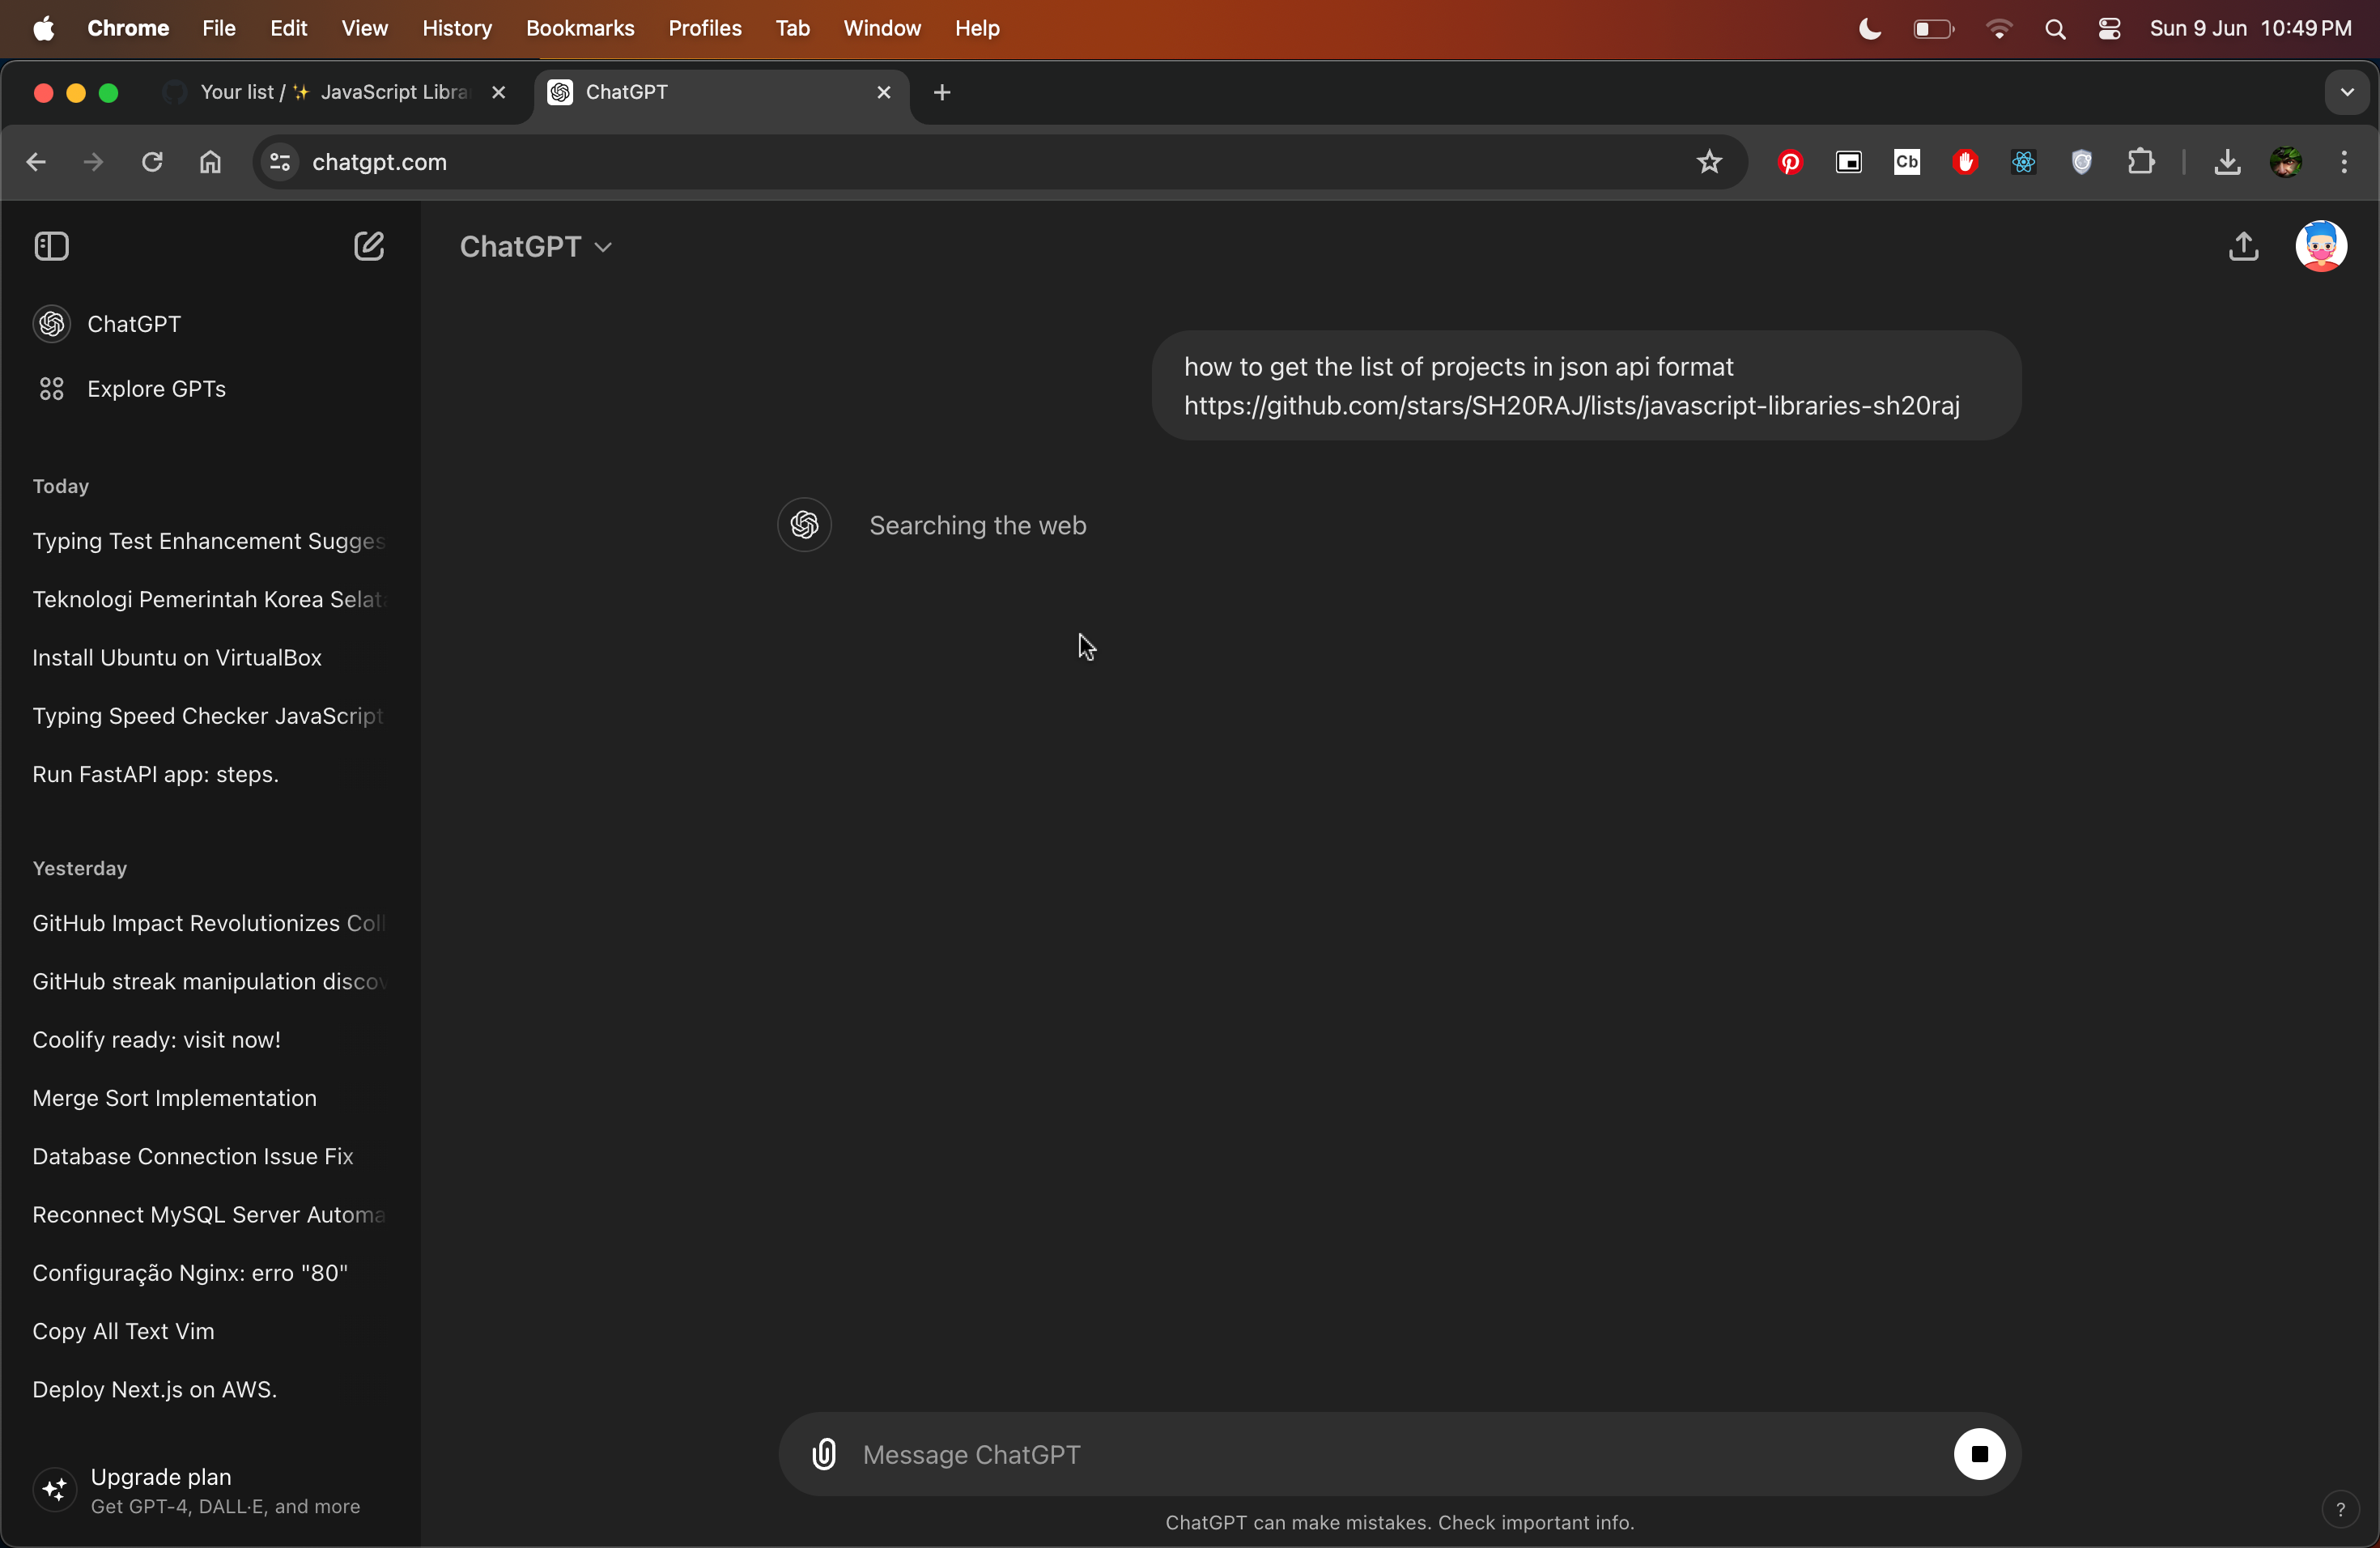 Chrome File Edit View History Bookmarks Profiles Tab Window Help Sun 9 Jun 10:49 PM
Your list / ✨ JavaScript Libra
ChatGPT
chatgpt.com
Cb
ChatGPT
ChatGPT
Explore GPTs
Today
Typing Test Enhancement Sugges
Teknologi Pemerintah Korea Selat
Install Ubuntu on VirtualBox
Typing Speed Checker JavaScript
Run FastAPI app: steps.
Yesterday
GitHub Impact Revolutionizes Coll
GitHub streak manipulation discov
Coolify ready: visit now!
Merge Sort Implementation
Database Connection Issue Fix
Reconnect MySQL Server Automa
Configuração Nginx: erro "80"
Copy All Text Vim
Deploy Next.js on AWS.
Upgrade plan
Get GPT-4, DALL·E, and more
how to get the list of projects in json api format
https://github.com/stars/SH20RAJ/lists/javascript-libraries-sh20raj
Searching the web
Message ChatGPT
ChatGPT can make mistakes. Check important info.
?